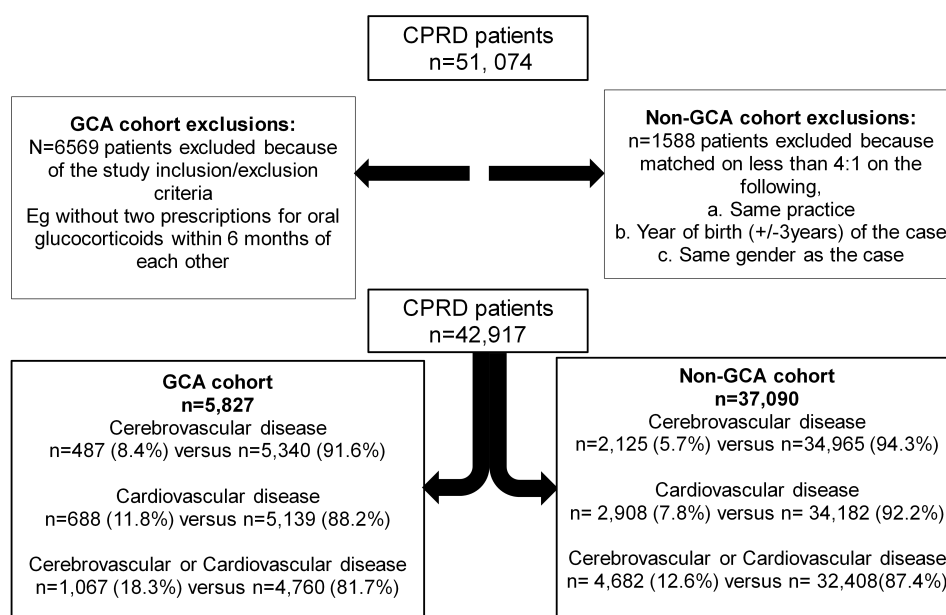 CPRD patients
n=51, 074
GCA cohort exclusions:
N=6569 patients excluded because
of the study inclusion/exclusion
criteria
Eg without two prescriptions for oral
glucocorticoids within 6 months of
each other
Non-GCA cohort exclusions:
n=1588 patients excluded because
matched on less than 4:1 on the
following,
a. Same practice
b. Year of birth (+/-3years) of the case
c. Same gender as the case
CPRD patients
n=42,917
GCA cohort
n=5,827
Cerebrovascular disease
n=487 (8.4%) versus n=5,340 (91.6%)
Cardiovascular disease
n=688 (11.8%) versus n=5,139 (88.2%)
Cerebrovascular or Cardiovascular disease
n=1,067 (18.3%) versus n=4,760 (81.7%)
Non-GCA cohort
n=37,090
Cerebrovascular disease
n=2,125 (5.7%) versus n=34,965 (94.3%)
Cardiovascular disease
n= 2,908 (7.8%) versus n= 34,182 (92.2%)
Cerebrovascular or Cardiovascular disease
n= 4,682 (12.6%) versus n= 32,408(87.4%)